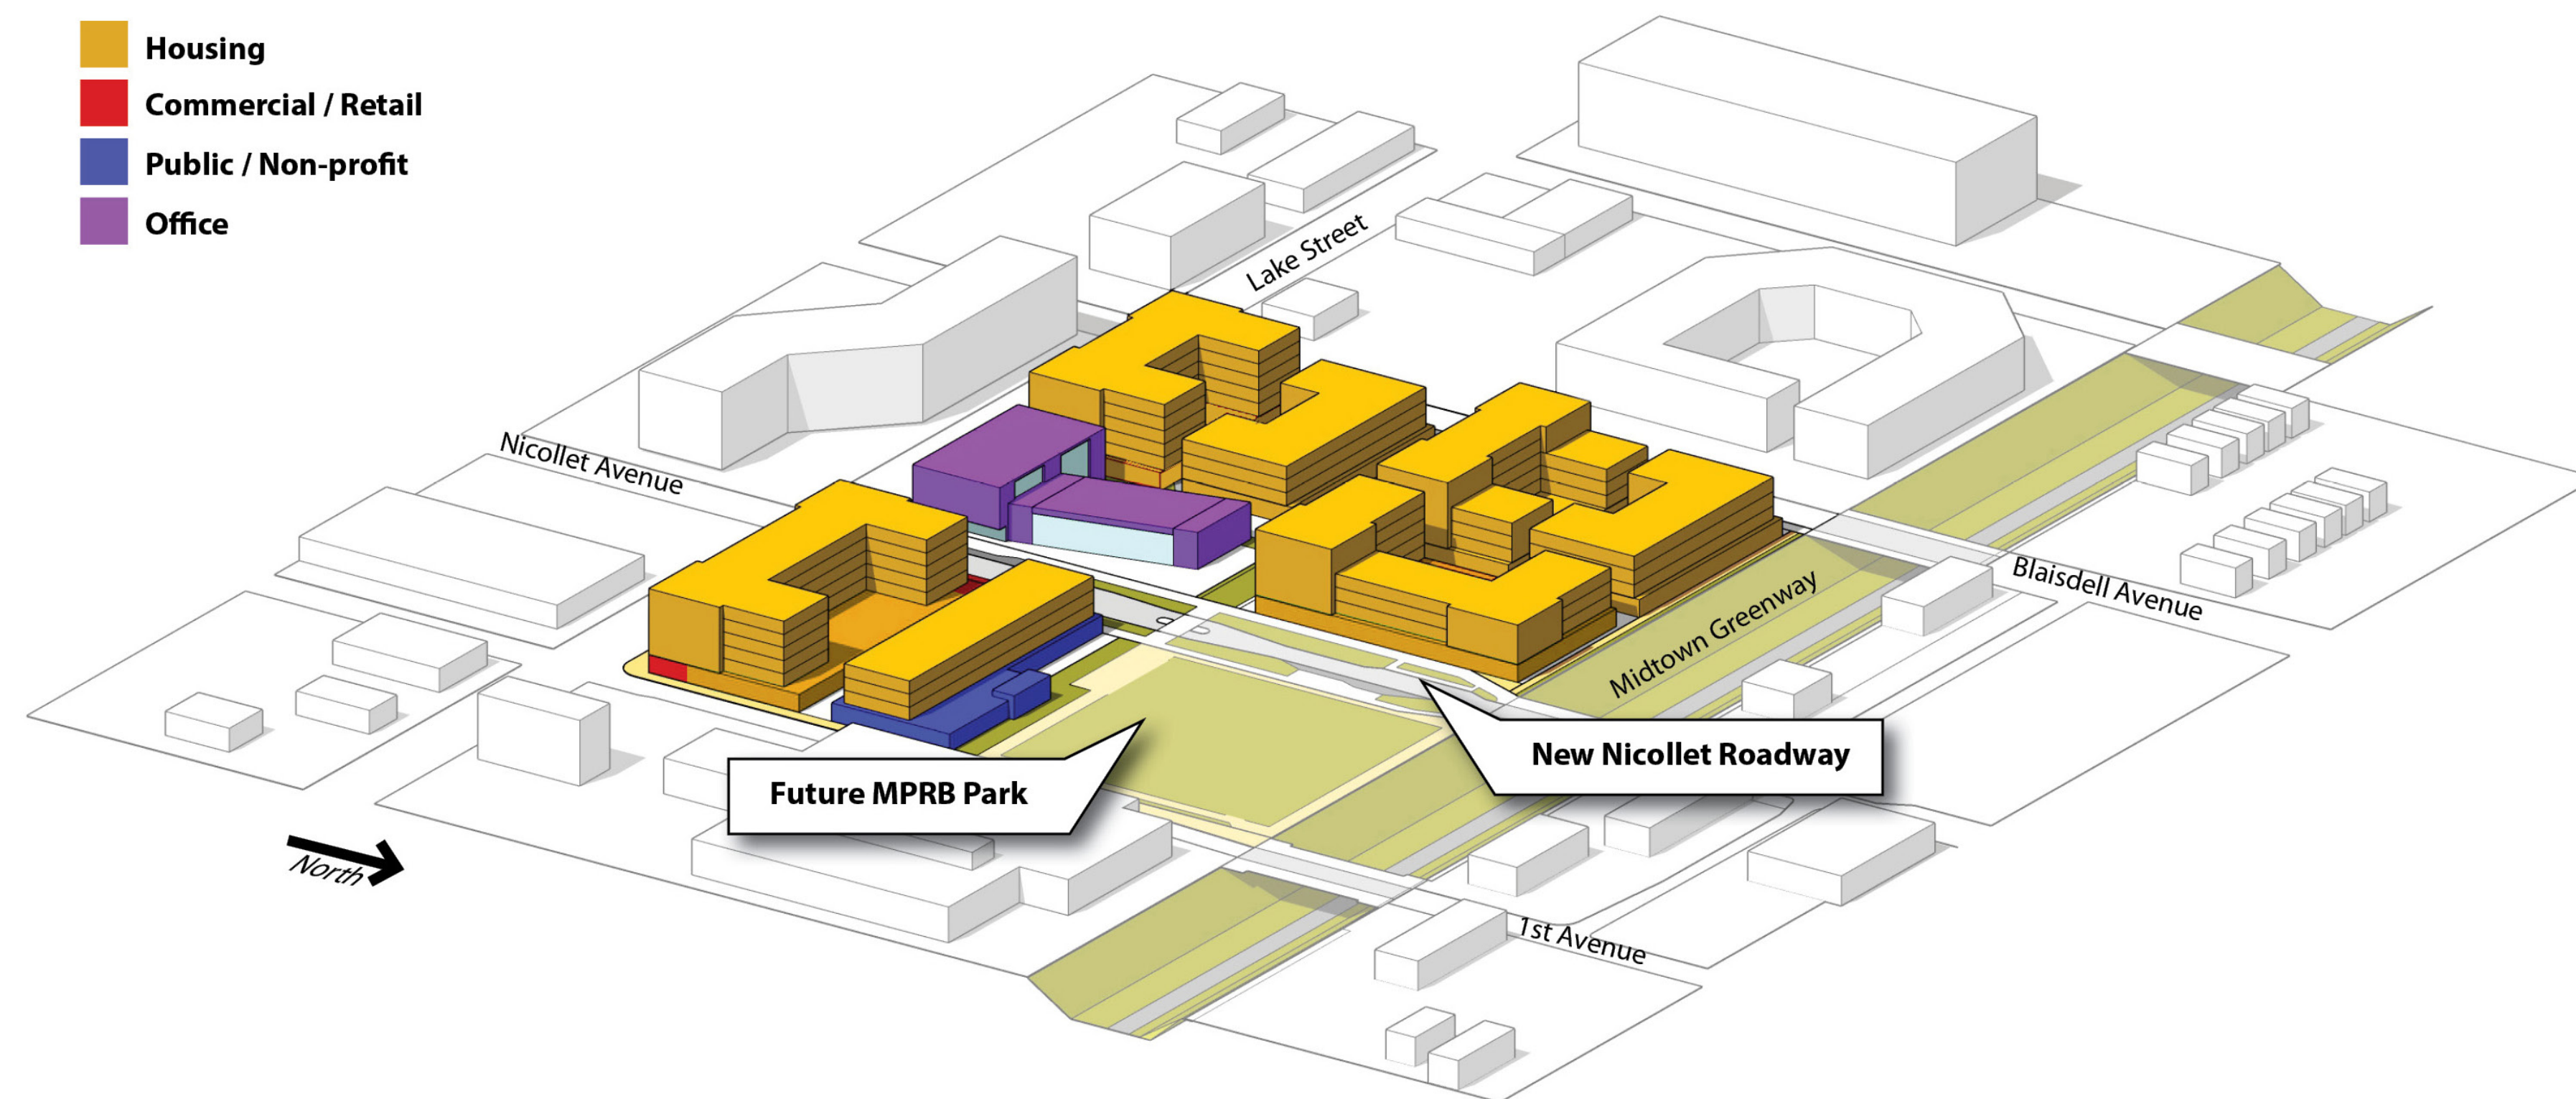 Housing
Commercial / Retail
Public / Non-profit
Office
Lake Street
Nicollet Avenue
Blaisdell Avenue
Midtown Greenway
New Nicollet Roadway
Future MPRB Park
North
1st Avenue